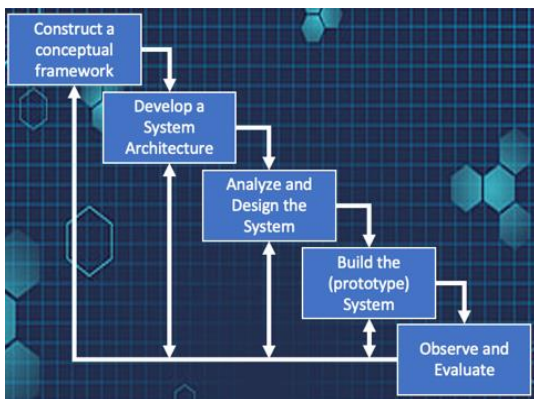 Construct a
conceptual
framework
Develop a
System
Architecture
Analyze and
Design the
System
Build the
(prototype)
System
Observe and
Evaluate